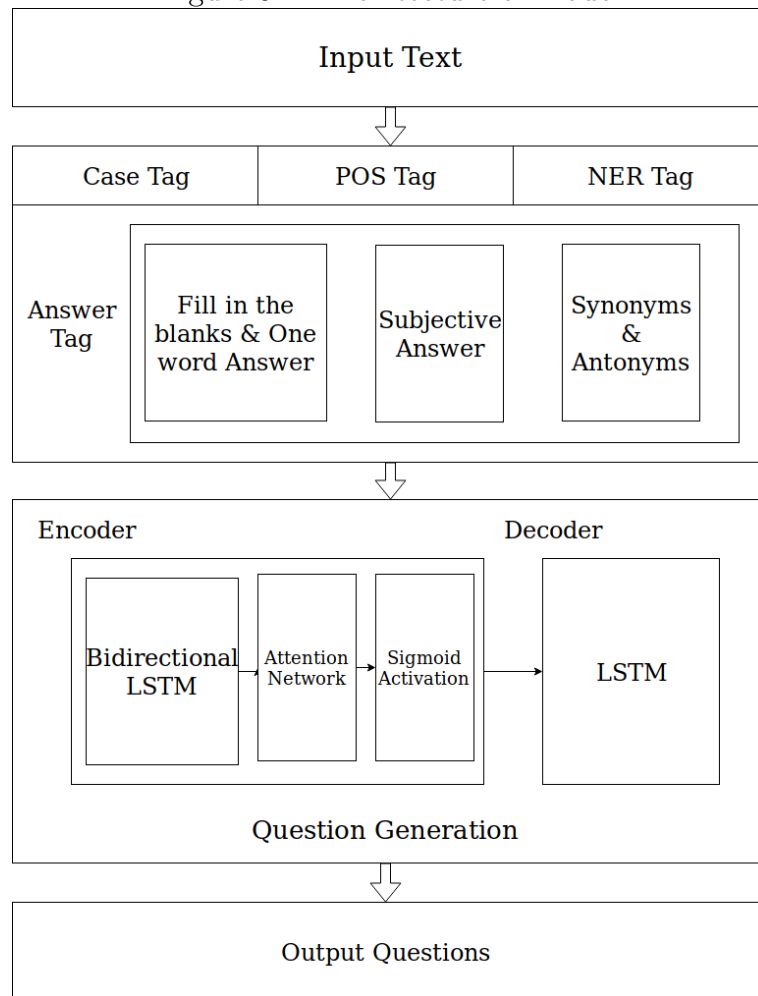 Input Text
Case Tag
POS Tag
NER Tag
Answer
Tag
Fill in the
blanks & One
word Answer
Subjective
Answer
Synonyms
&
Antonyms
Encoder
Decoder
Bidirectional
LSTM
Attention
Network
Sigmoid
Activation
LSTM
Question Generation
Output Questions